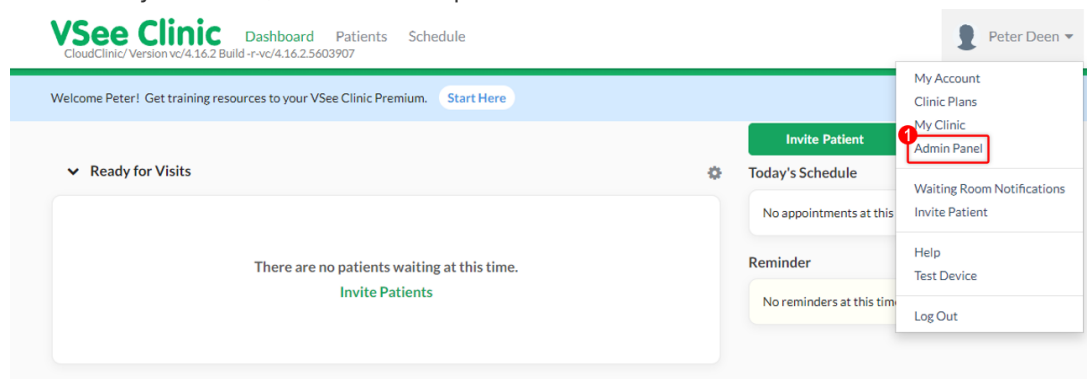 VSee Clinic
CloudClinic/ Version vc/4.16.2 Build -r-vc/4.16.2.5603907
Dashboard Patients Schedule
Peter Deen
Welcome Peter! Get training resources to your VSee Clinic Premium. Start Here
My Account
Clinic Plans
My Clinic
1
Admin Panel
Waiting Room Notifications
Invite Patient
Help
Test Device
Log Out
Ready for Visits
There are no patients waiting at this time.
Invite Patients
Invite Patient
Today's Schedule
No appointments at this
Reminder
No reminders at this tim